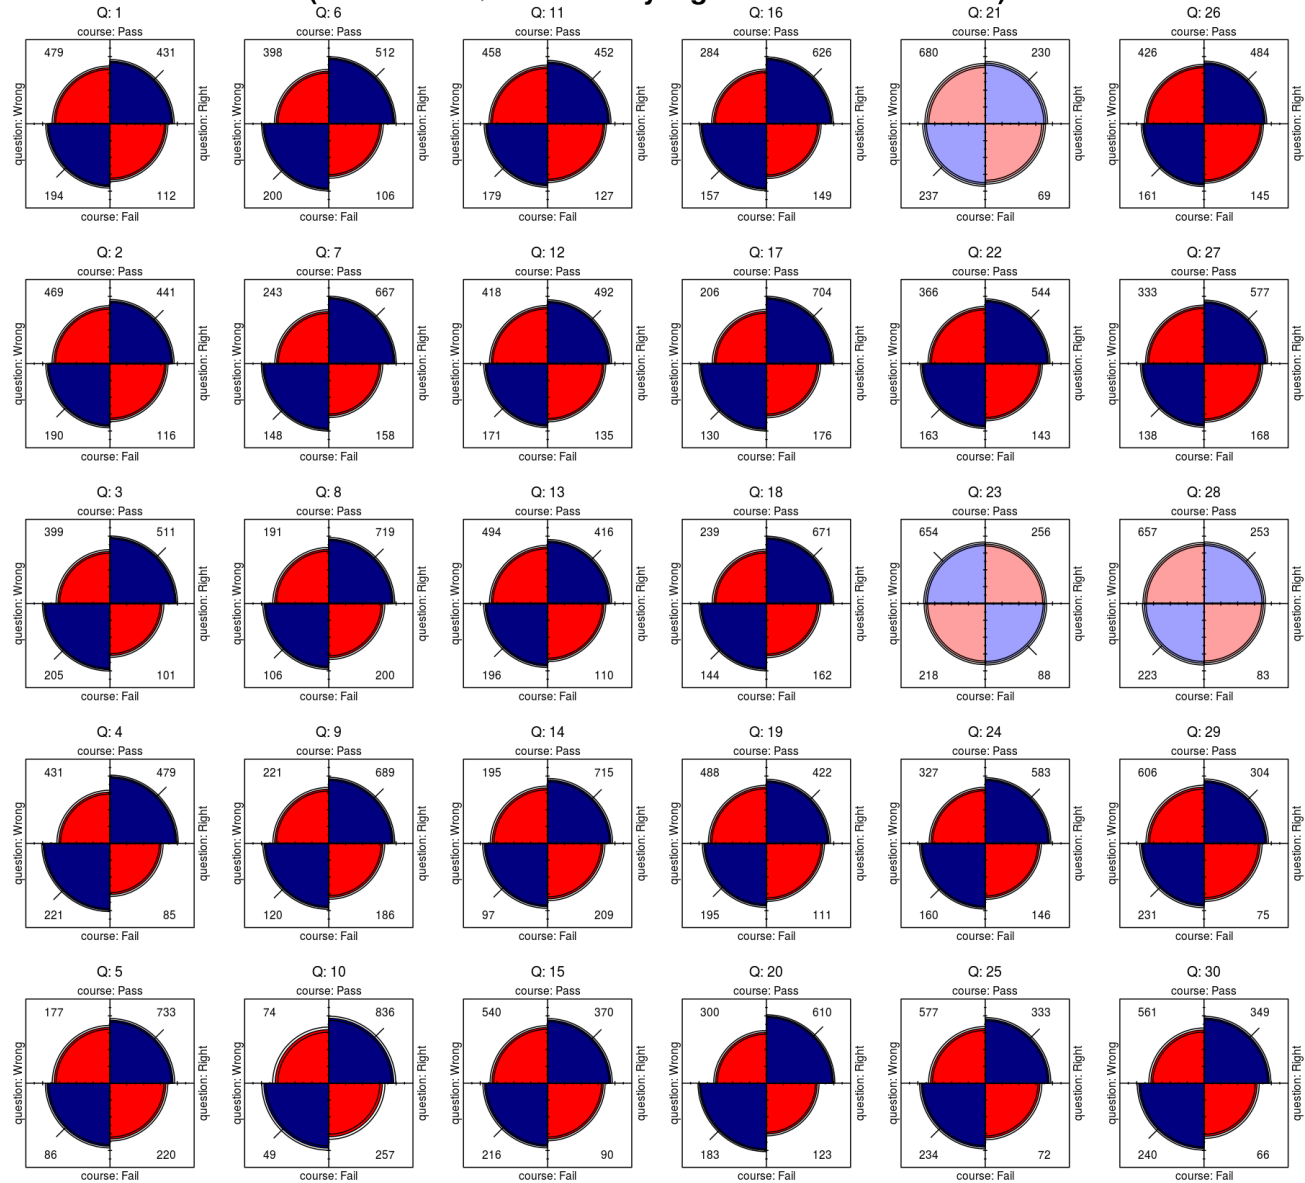 Q: 1 Q: 6 Q: 11 Q: 16 Q: 21 Q: 26
course: Pass course: Pass course: Pass course: Pass course: Pass course: Pass
479 431 398 512 458 452 284 626 680 230 426 484
question: Wrong question: Right question: Wrong question: Right question: Wrong question: Right question: Wrong question: Right question: Wrong question: Right question: Wrong question: Right
194 112 200 106 179 127 157 149 237 69 161 145
course: Fail course: Fail course: Fail course: Fail course: Fail course: Fail
Q: 2 Q: 7 Q: 12 Q: 17 Q: 22 Q: 27
course: Pass course: Pass course: Pass course: Pass course: Pass course: Pass
469 441 243 667 418 492 206 704 366 544 333 577
question: Wrong question: Right question: Wrong question: Right question: Wrong question: Right question: Wrong question: Right question: Wrong question: Right question: Wrong question: Right
190 116 148 158 171 135 130 176 163 143 138 168
course: Fail course: Fail course: Fail course: Fail course: Fail course: Fail
Q: 3 Q: 8 Q: 13 Q: 18 Q: 23 Q: 28
course: Pass course: Pass course: Pass course: Pass course: Pass course: Pass
399 511 191 719 494 416 239 671 654 256 657 253
question: Wrong question: Right question: Wrong question: Right question: Wrong question: Right question: Wrong question: Right question: Wrong question: Right question: Wrong question: Right
205 101 106 200 196 110 144 162 218 88 223 83
course: Fail course: Fail course: Fail course: Fail course: Fail course: Fail
Q: 4 Q: 9 Q: 14 Q: 19 Q: 24 Q: 29
course: Pass course: Pass course: Pass course: Pass course: Pass course: Pass
431 479 221 689 195 715 488 422 327 583 606 304
question: Wrong question: Right question: Wrong question: Right question: Wrong question: Right question: Wrong question: Right question: Wrong question: Right question: Wrong question: Right
221 85 120 186 97 209 195 111 160 146 231 75
course: Fail course: Fail course: Fail course: Fail course: Fail course: Fail
Q: 5 Q: 10 Q: 15 Q: 20 Q: 25 Q: 30
course: Pass course: Pass course: Pass course: Pass course: Pass course: Pass
177 733 74 836 540 370 300 610 577 333 561 349
question: Wrong question: Right question: Wrong question: Right question: Wrong question: Right question: Wrong question: Right question: Wrong question: Right question: Wrong question: Right
86 220 49 257 216 90 183 123 234 72 240 66
course: Fail course: Fail course: Fail course: Fail course: Fail course: Fail